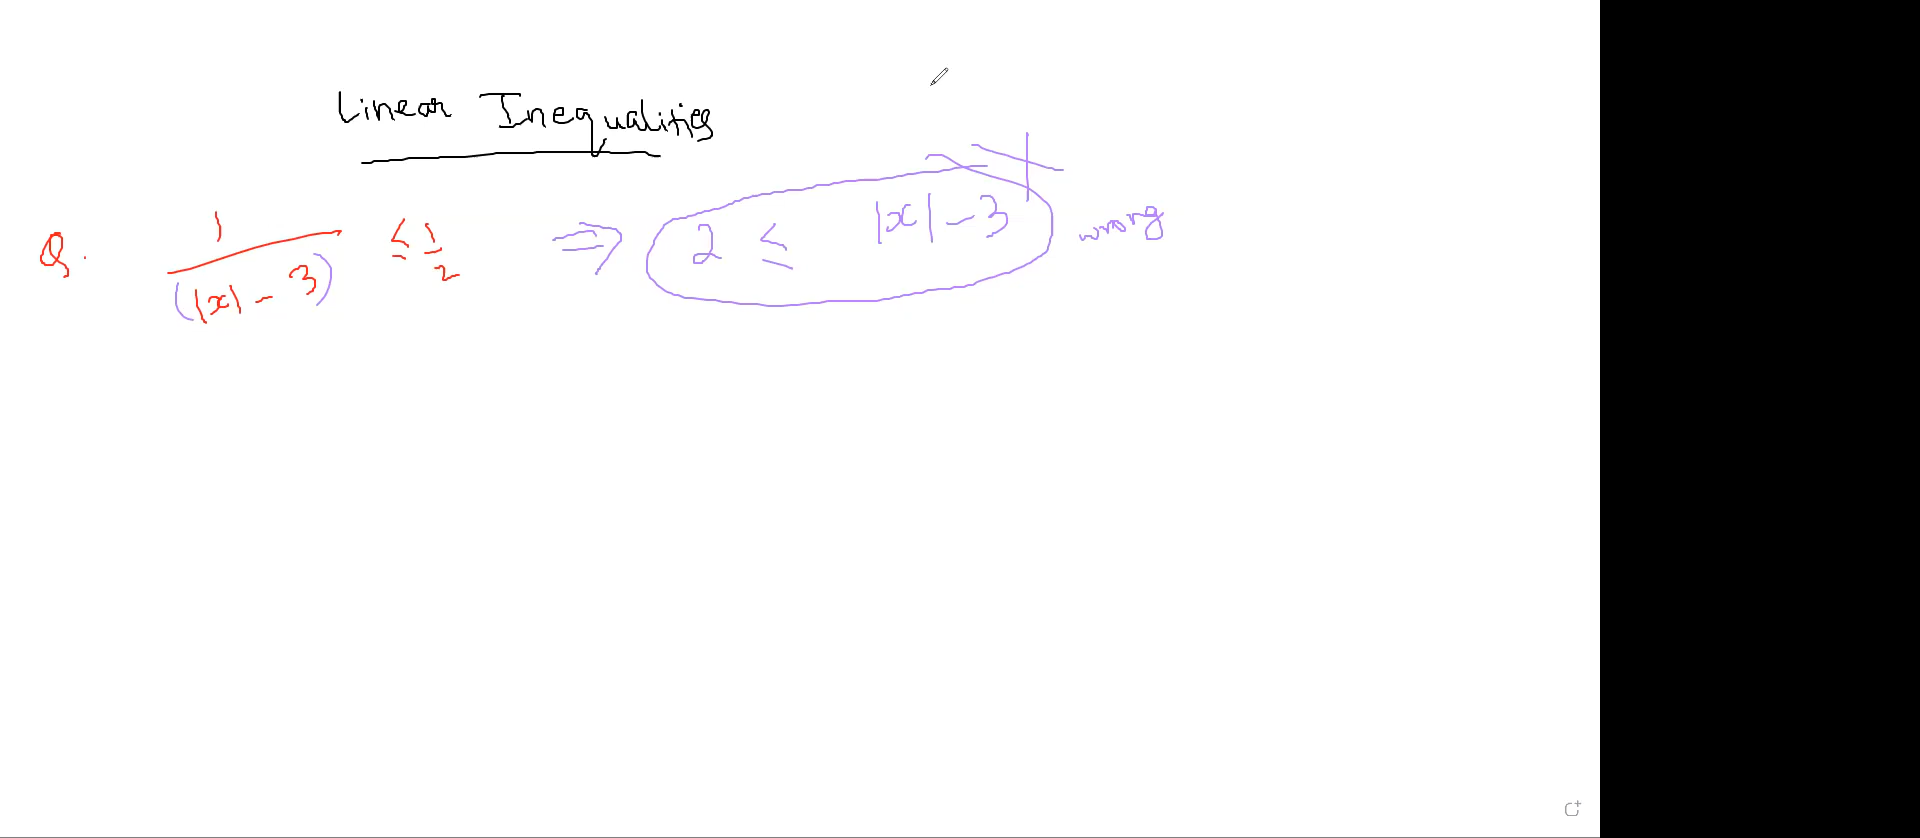 Linear Inequalities
Q. 1/(|x| - 3) ≤ 1/2 ⇒ 2 ≤ |x| - 3 wrong